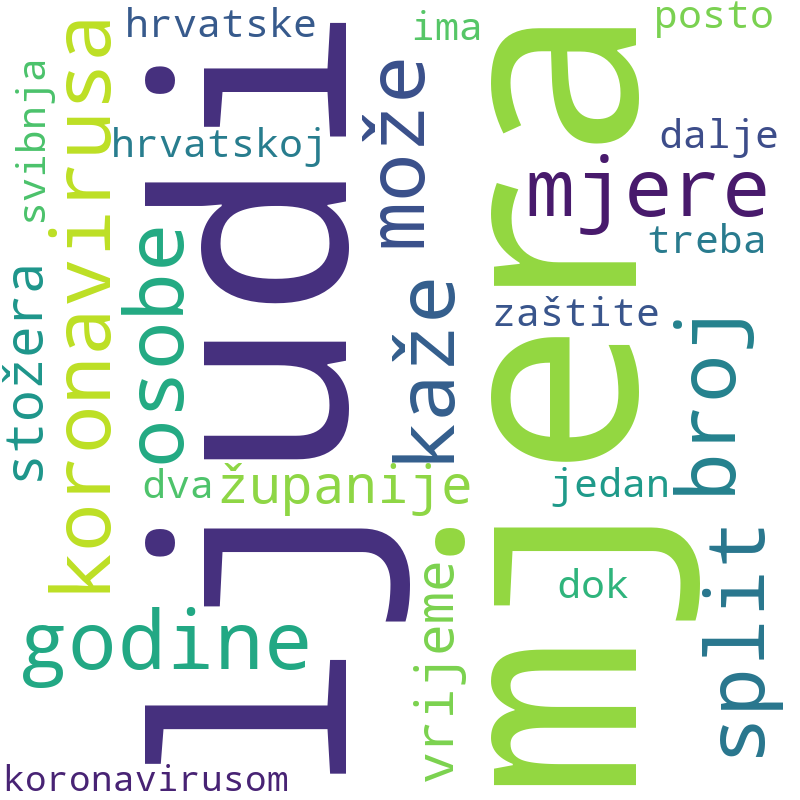 hrvatske
ima
posto
koronavirusa
svibnja
hrvatskoj
ljudi
može
mjera
dalje
mjere
osobe
treba
stožera
kaže
zaštite
broj
dva
županije
jedan
split
vrijeme
dok
godine
koronavirusom